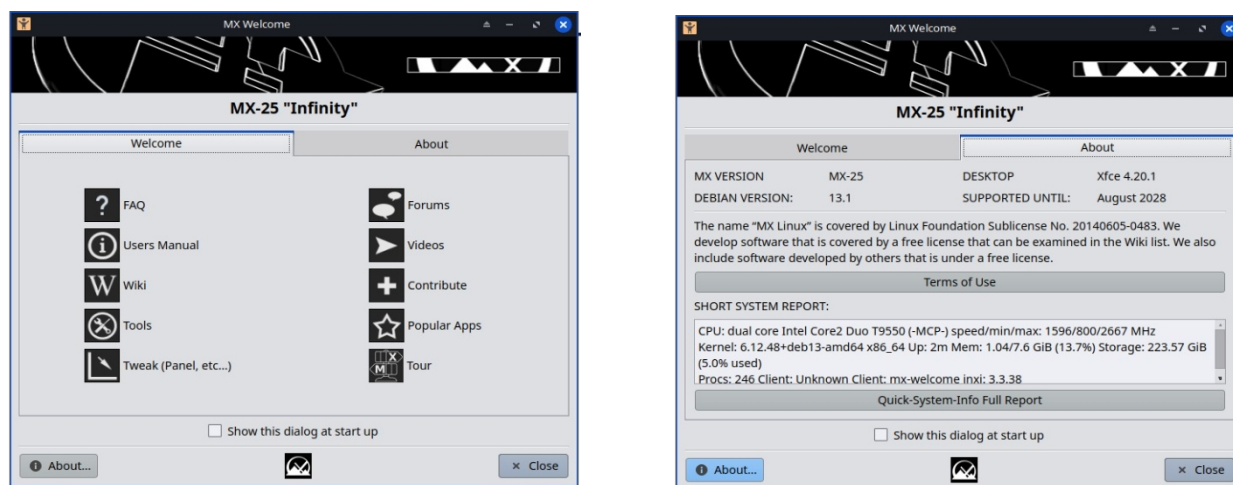 MX Welcome
MX-25 "Infinity"
Welcome
About
FAQ
Forums
Users Manual
Videos
Wiki
Contribute
Tools
Popular Apps
Tweak (Panel, etc...)
Tour
Show this dialog at start up
About...
Close
MX Welcome
MX-25 "Infinity"
Welcome
About
MX VERSION MX-25 DESKTOP Xfce 4.20.1
DEBIAN VERSION: 13.1 SUPPORTED UNTIL: August 2028
The name “MX Linux” is covered by Linux Foundation Sublicense No. 20140605-0483. We
develop software that is covered by a free license that can be examined in the Wiki list. We also
include software developed by others that is under a free license.
Terms of Use
SHORT SYSTEM REPORT:
CPU: dual core Intel Core2 Duo T9550 (-MCP-) speed/min/max: 1596/800/2667 MHz
Kernel: 6.12.48+deb13-amd64 x86_64 Up: 2m Mem: 1.04/7.6 GiB (13.7%) Storage: 223.57 GiB
(5.0% used)
Procs: 246 Client: Unknown Client: mx-welcome inxi: 3.3.38
Quick-System-Info Full Report
Show this dialog at start up
About...
Close